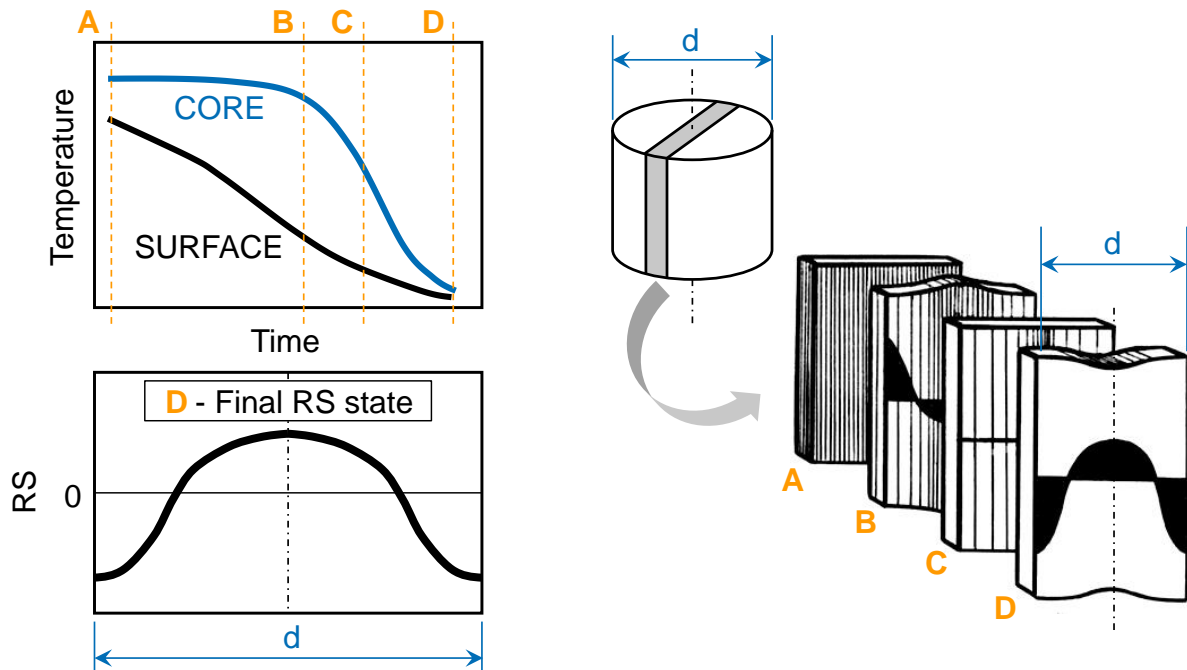 A B C D
Temperature
CORE
SURFACE
Time
D - Final RS state
RS
0
d
d
d
A
B
C
D